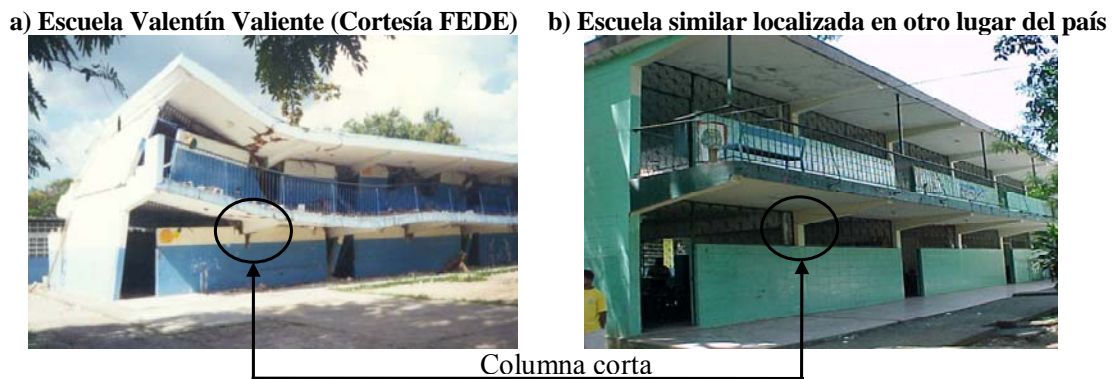 a) Escuela Valentín Valiente (Cortesía FEDE)
b) Escuela similar localizada en otro lugar del país
Columna corta